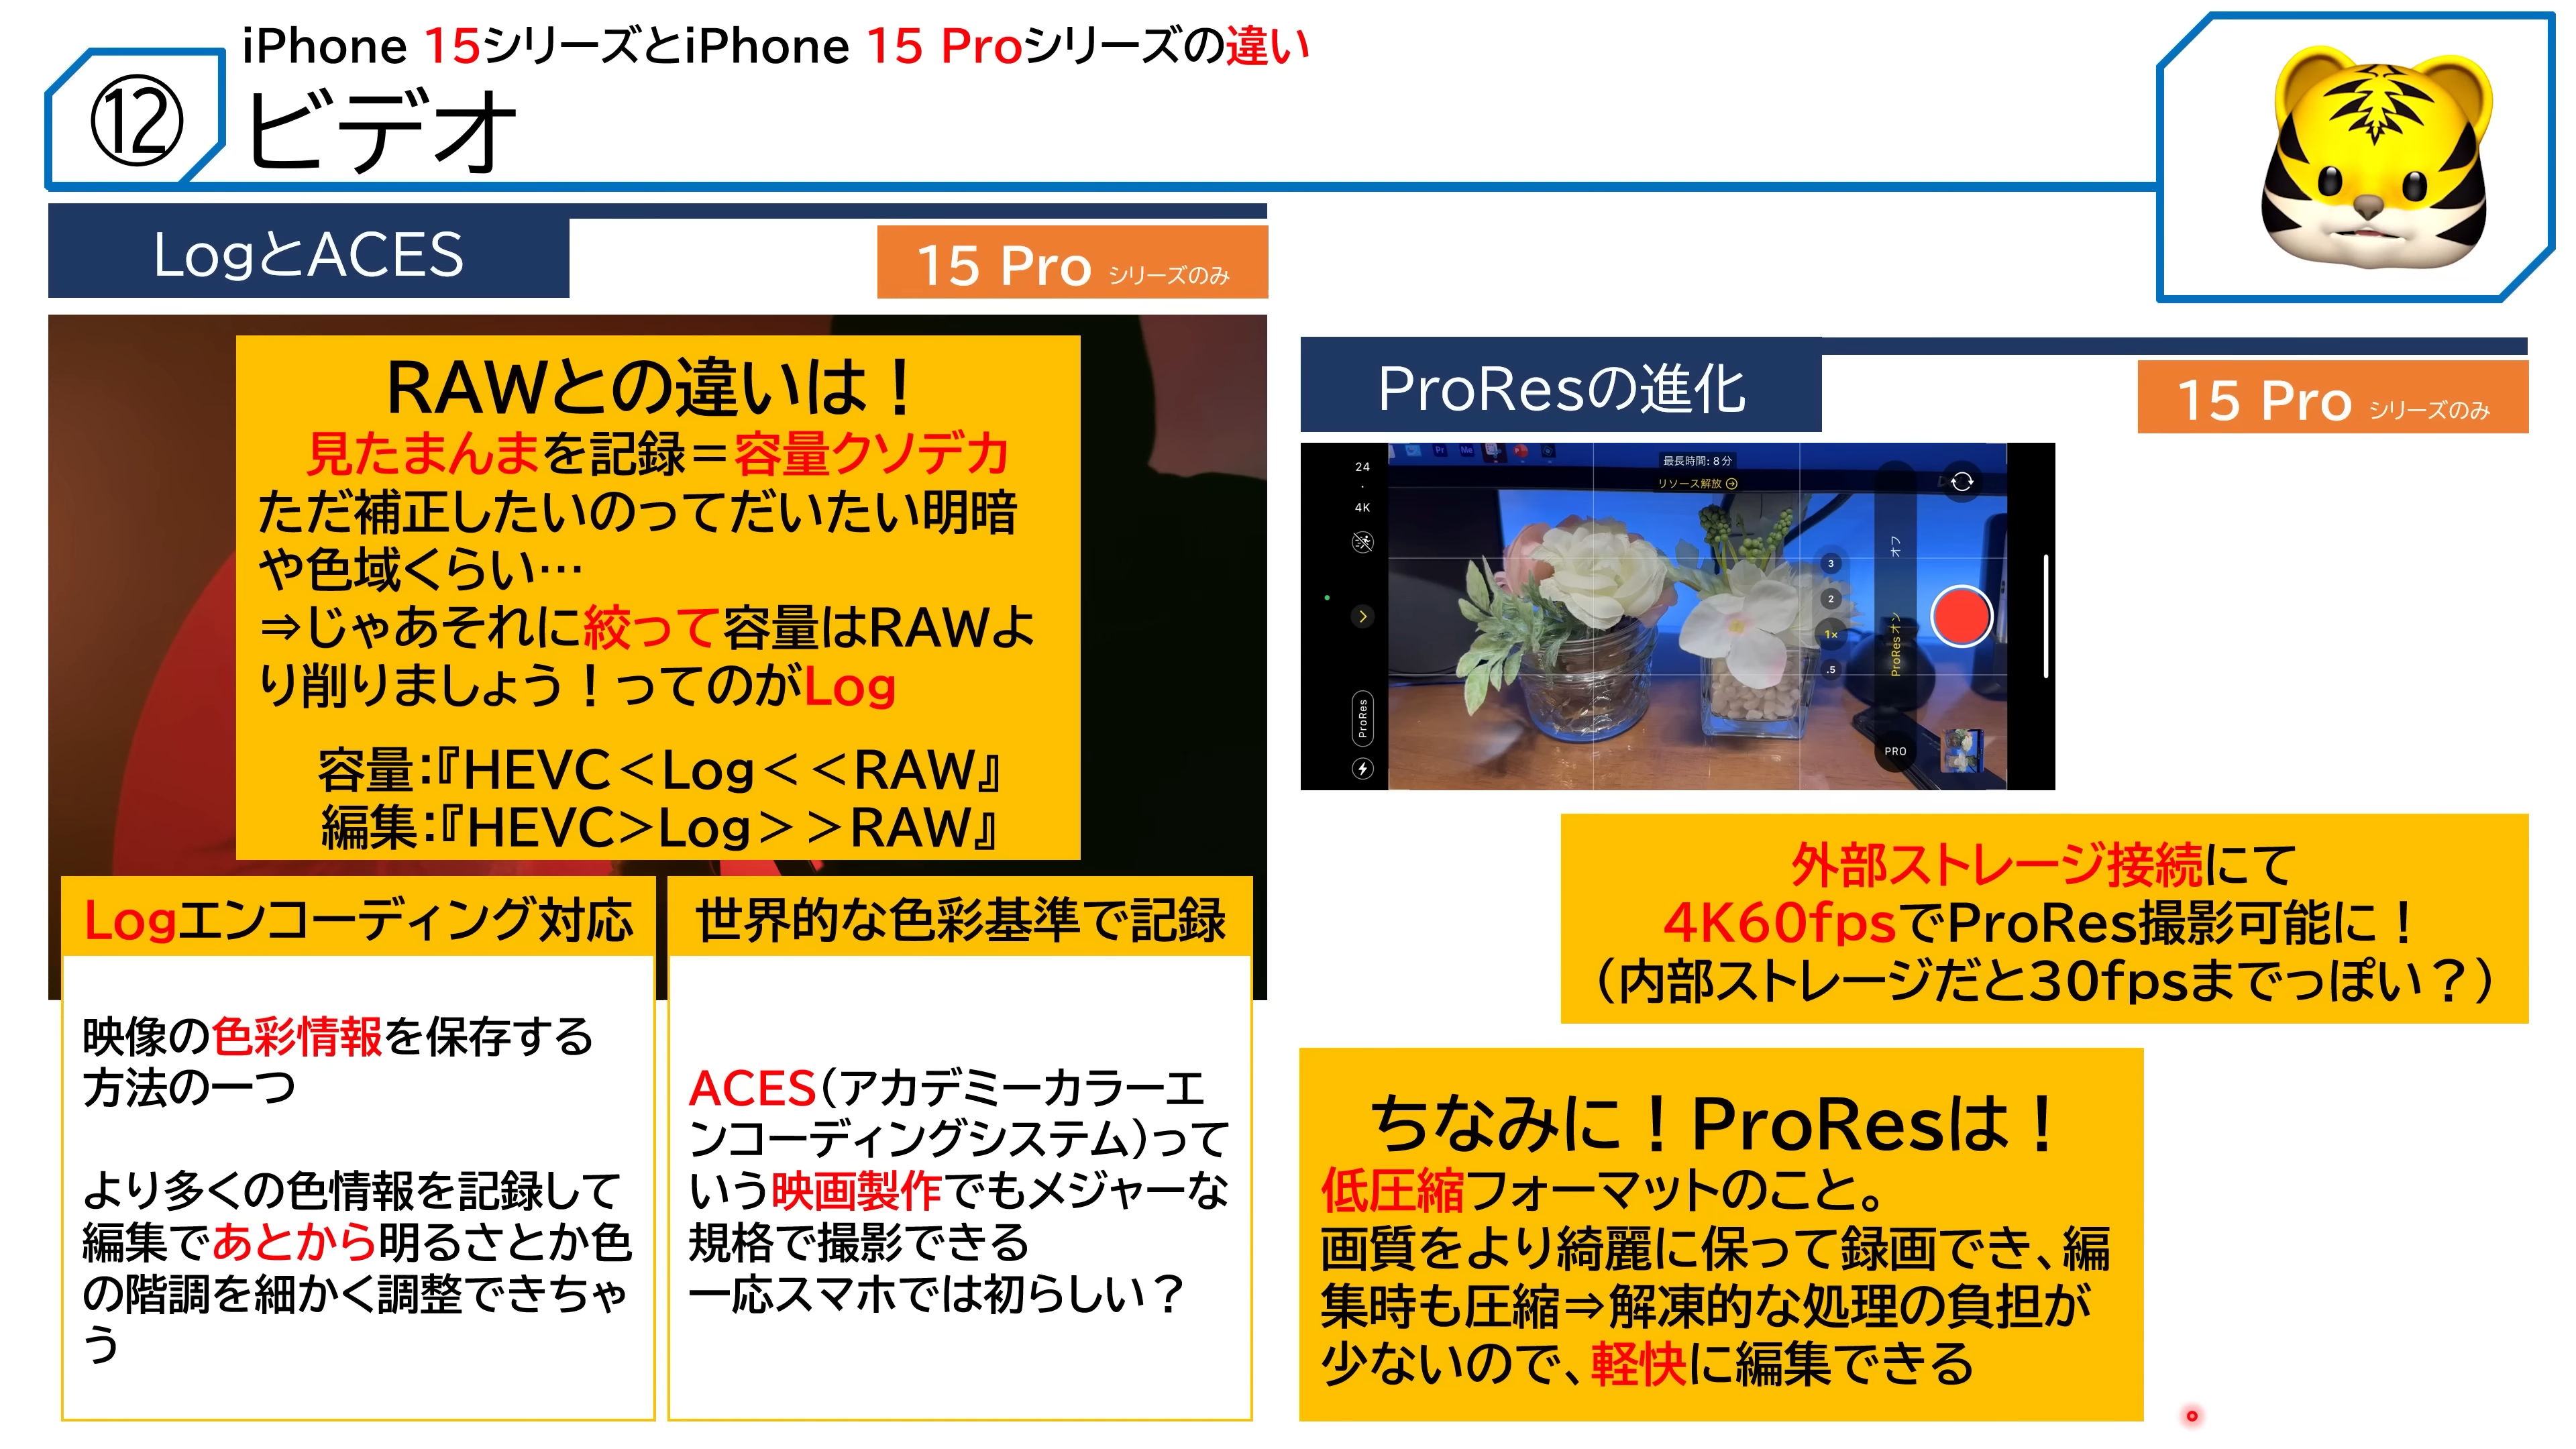 iPhone 15シリーズとiPhone 15 Proシリーズの違い
⑫
ビデオ
LogとACES
15 Pro シリーズのみ
RAWとの違いは！
見たまんまを記録＝容量クソデカ
ただ補正したいのってだいたい明暗
や色域くらい…
⇒じゃあそれに絞って容量はRAWよ
り削りましょう！ってのがLog
容量：『HEVC＜Log＜＜RAW』
編集：『HEVC＞Log＞＞RAW』
Logエンコーディング対応
映像の色彩情報を保存する
方法の一つ
より多くの色情報を記録して
編集であとから明るさとか色
の階調を細かく調整できちゃ
う
世界的な色彩基準で記録
ACES（アカデミーカラーエ
ンコーディングシステム）って
いう映画製作でもメジャーな
規格で撮影できる
一応スマホでは初らしい？
ProResの進化
15 Pro シリーズのみ
24
4K
ProRes
Pr
Me
最長時間: 8分
リソース解放
3
2
1×
.5
オフ
ProResオン
PRO
外部ストレージ接続にて
4K60fpsでProRes撮影可能に！
（内部ストレージだと30fpsまでっぽい？）
ちなみに！ProResは！
低圧縮フォーマットのこと。
画質をより綺麗に保って録画でき、編
集時も圧縮⇒解凍的な処理の負担が
少ないので、軽快に編集できる